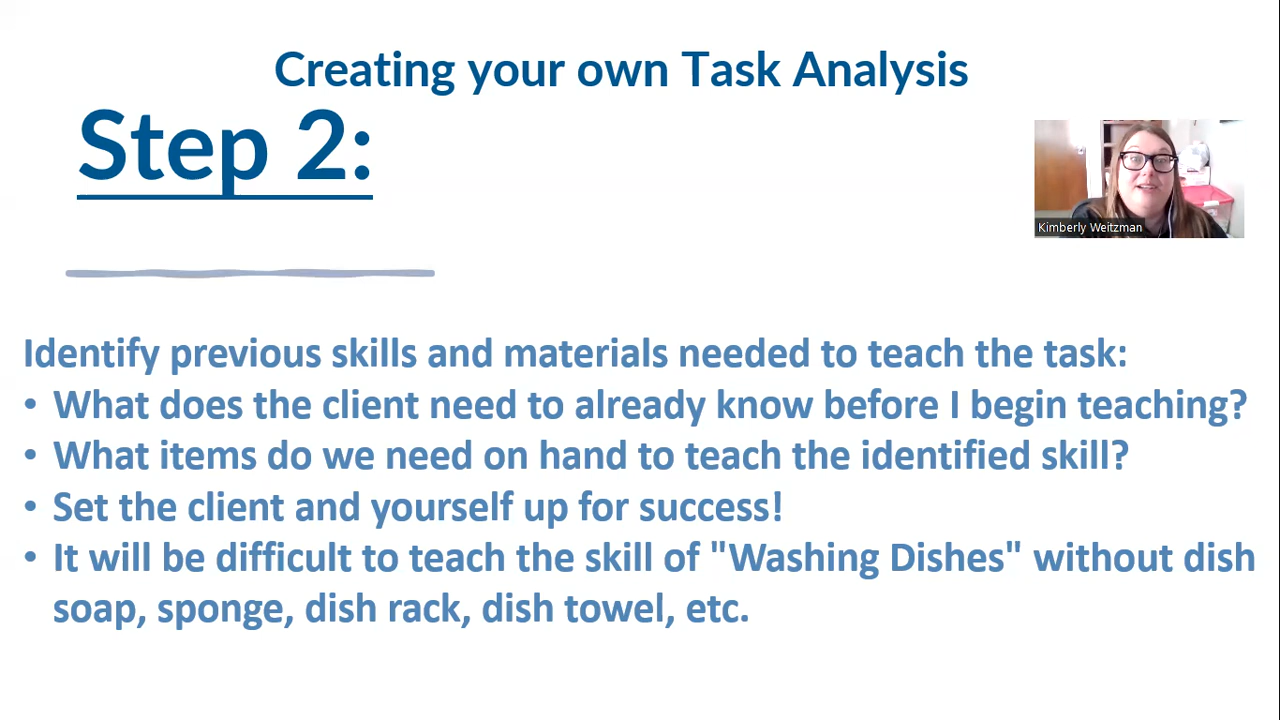 Creating your own Task Analysis
Step 2:
Kimberly Weitzman
Identify previous skills and materials needed to teach the task:
• What does the client need to already know before I begin teaching?
• What items do we need on hand to teach the identified skill?
• Set the client and yourself up for success!
• It will be difficult to teach the skill of "Washing Dishes" without dish
soap, sponge, dish rack, dish towel, etc.